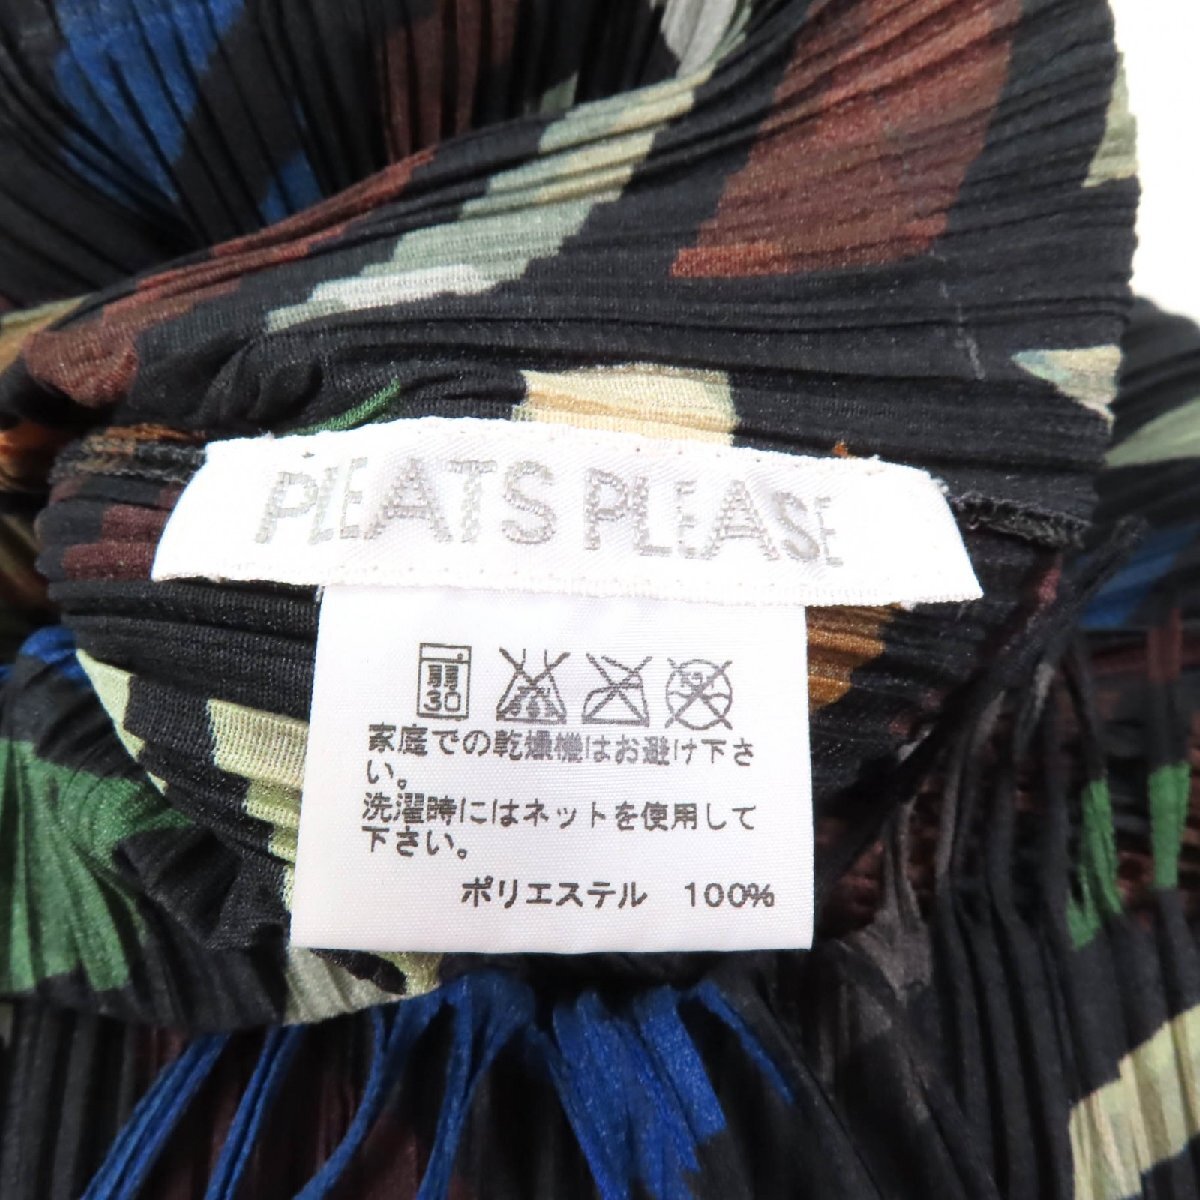 PLEATS PLEASE
弱
30
家庭での乾燥機はお避け下さ
い。
洗濯時にはネットを使用して
下さい。
ポリエステル 100%